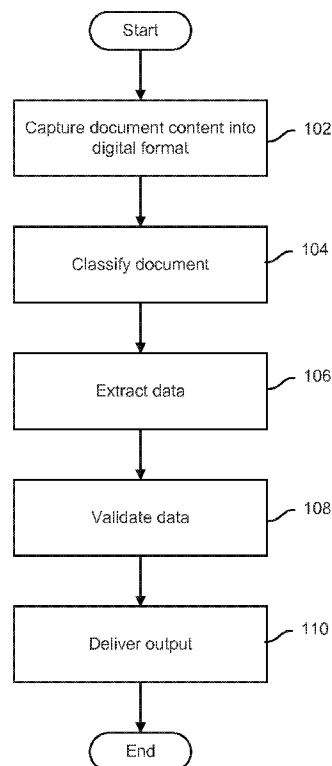 Start
Capture document content into
digital format
102
Classify document
104
Extract data
106
Validate data
108
Deliver output
110
End